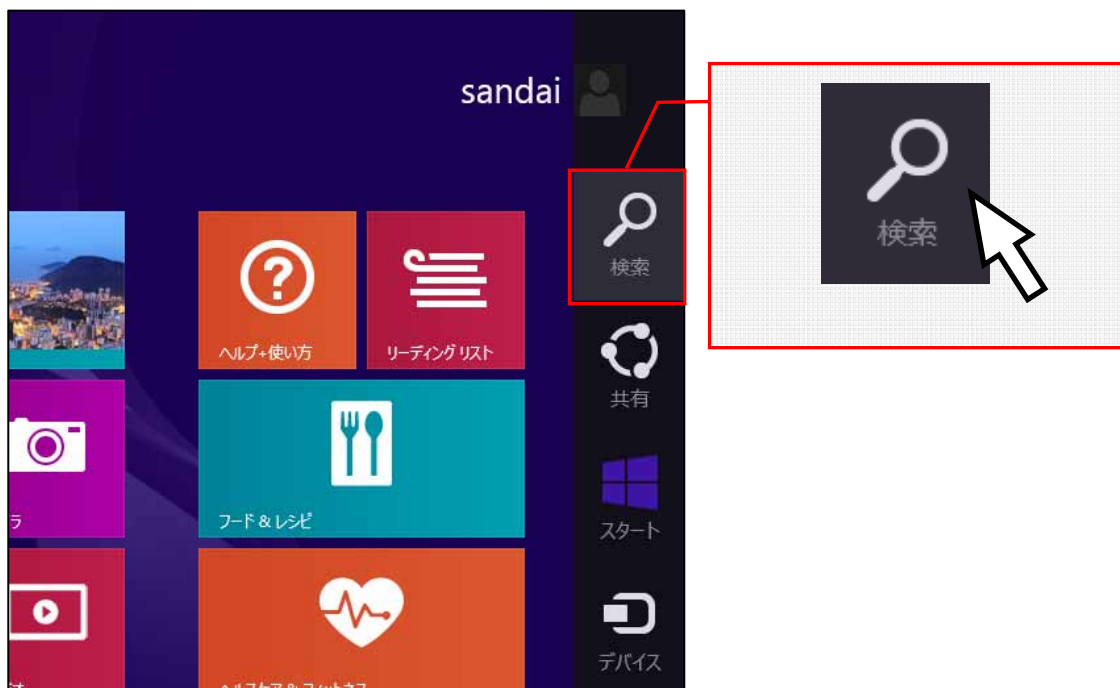 sandai
検索
検索
ヘルプ+使い方
リーディング リスト
共有
ラ
フード & レシピ
スタート
デバイス